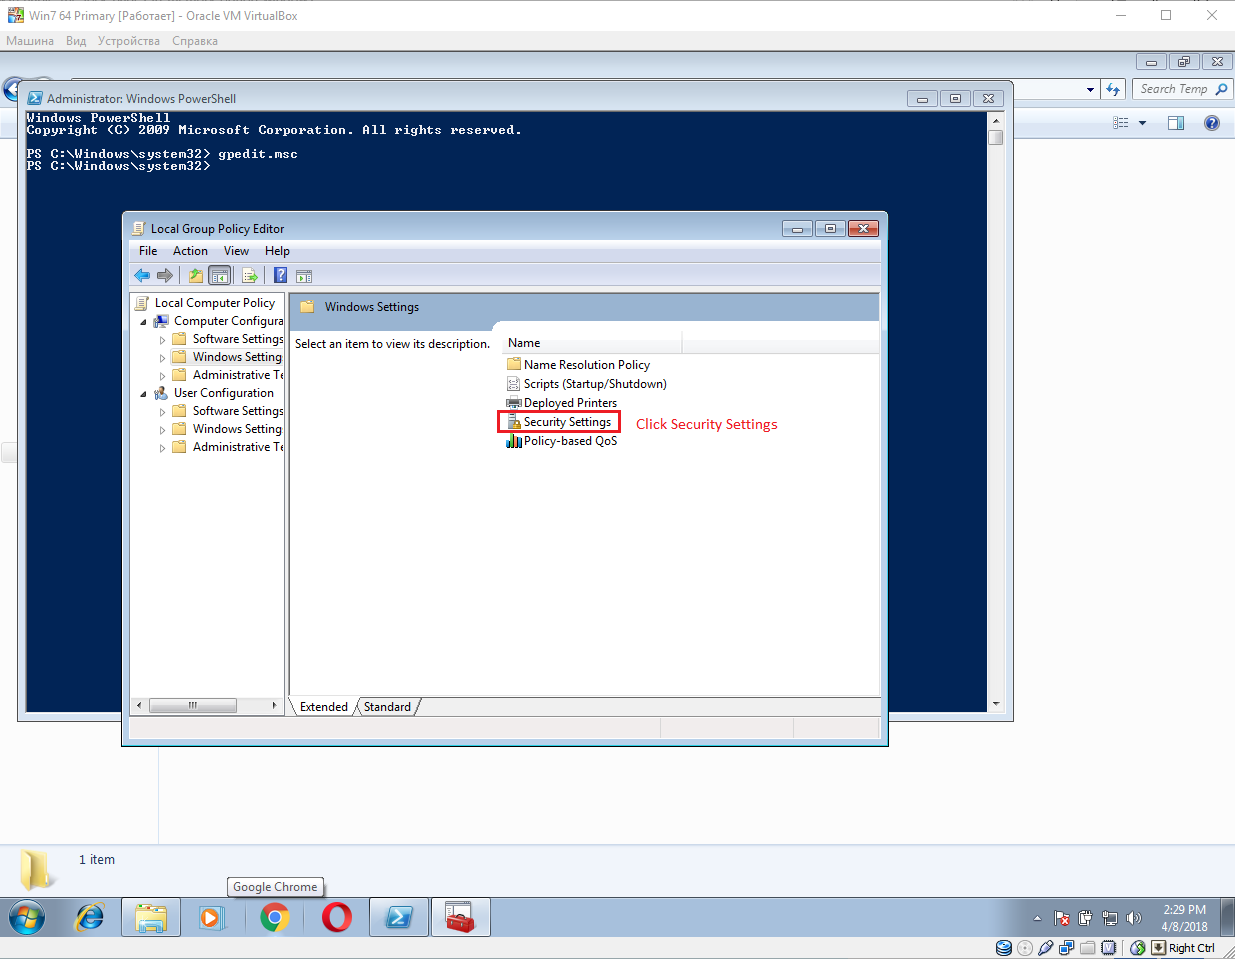 Win7 64 Primary [Работает] - Oracle VM VirtualBox
Машина Вид Устройства Справка
Search Temp
Administrator: Windows PowerShell
Windows PowerShell
Copyright (C) 2009 Microsoft Corporation. All rights reserved.
PS C:\Windows\system32> gpedit.msc
PS C:\Windows\system32>
Local Group Policy Editor
File Action View Help
Local Computer Policy
Computer Configura
Software Settings
Windows Setting
Administrative Te
User Configuration
Software Settings
Windows Setting
Administrative Te
Windows Settings
Select an item to view its description.
Name
Name Resolution Policy
Scripts (Startup/Shutdown)
Deployed Printers
Security Settings
Click Security Settings
Policy-based QoS
Extended Standard
1 item
Google Chrome
2:29 PM
4/8/2018
Right Ctrl